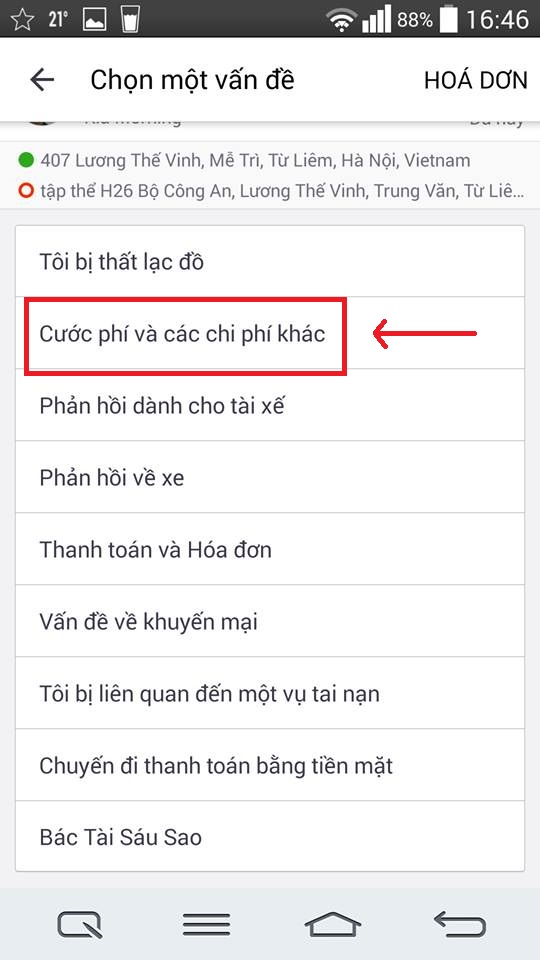 21°
88%
16:46
Chọn một vấn đề
HOÁ DƠN
407 Lương Thế Vinh, Mễ Trì, Từ Liêm, Hà Nội, Vietnam
tập thể H26 Bộ Công An, Lương Thế Vinh, Trung Văn, Từ Liê...
Tôi bị thất lạc đồ
Cước phí và các chi phí khác
Phản hồi dành cho tài xế
Phản hồi về xe
Thanh toán và Hóa đơn
Vấn đề về khuyến mại
Tôi bị liên quan đến một vụ tai nạn
Chuyến đi thanh toán bằng tiền mặt
Bác Tài Sáu Sao